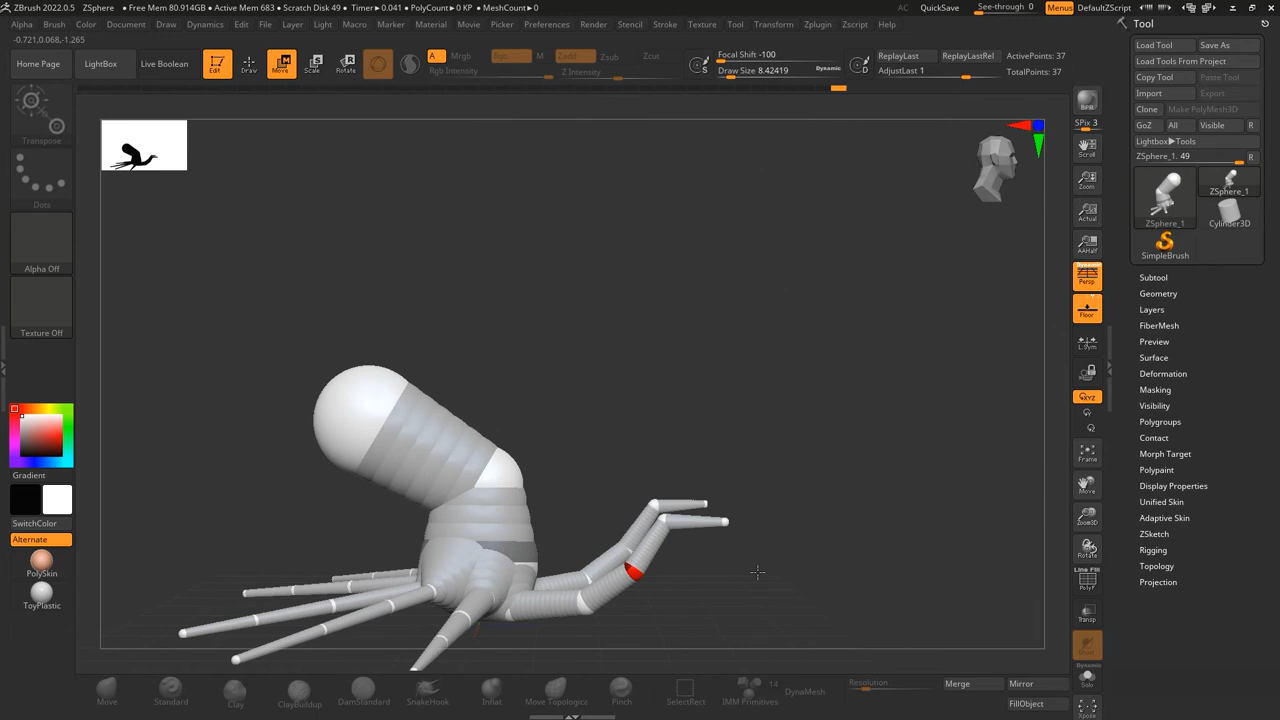 ZBrush 2022.0.5 ZSphere • Free Mem 80.914GB • Active Mem 683 • Scratch Disk 49 • Timer▸0.041 • PolyCount▸0 KP • MeshCount▸0 AC QuickSave See-through 0 Menus DefaultZScript
Alpha Brush Color Document Draw Dynamics Edit File Layer Light Macro Marker Material Movie Picker Preferences Render Stencil Stroke Texture Tool Transform Zplugin Zscript Help
-0.721,0.068,-1.265
Home Page LightBox Live Boolean Edit Draw Move Scale Rotate
A Mrgb Rgb M Zadd Zsub Zcut
Rgb Intensity Z Intensity
Focal Shift -100
Draw Size 8.42419 Dynamic
S D
ReplayLast ReplayLastRel ActivePoints: 37
AdjustLast 1 TotalPoints: 37
Transpose
Dots
Alpha Off
Texture Off
Gradient
SwitchColor
Alternate
PolySkin
ToyPlastic
BPR
SPix 3
Scroll
Zoom
Actual
AAHalf
Dynamic
Persp
Floor
L.Sym
XYZ
Frame
Move
Zoom3D
Rotate
Line Fill
PolyF
Transp
Dynamic
Solo
Xpose
Tool
Load Tool Save As
Load Tools From Project
Copy Tool Paste Tool
Import Export
Clone Make PolyMesh3D
GoZ All Visible R
Lightbox▸Tools
ZSphere_1. 49 R
ZSphere_1 ZSphere_1
Cylinder3D
SimpleBrush
Subtool
Geometry
Layers
FiberMesh
Preview
Surface
Deformation
Masking
Visibility
Polygroups
Contact
Morph Target
Polypaint
Display Properties
Unified Skin
Adaptive Skin
ZSketch
Rigging
Topology
Projection
Move Standard Clay ClayBuildup DamStandard SnakeHook Inflat Move Topological Pinch SelectRect IMM Primitives 14 DynaMesh
Resolution Merge Mirror
FillObject